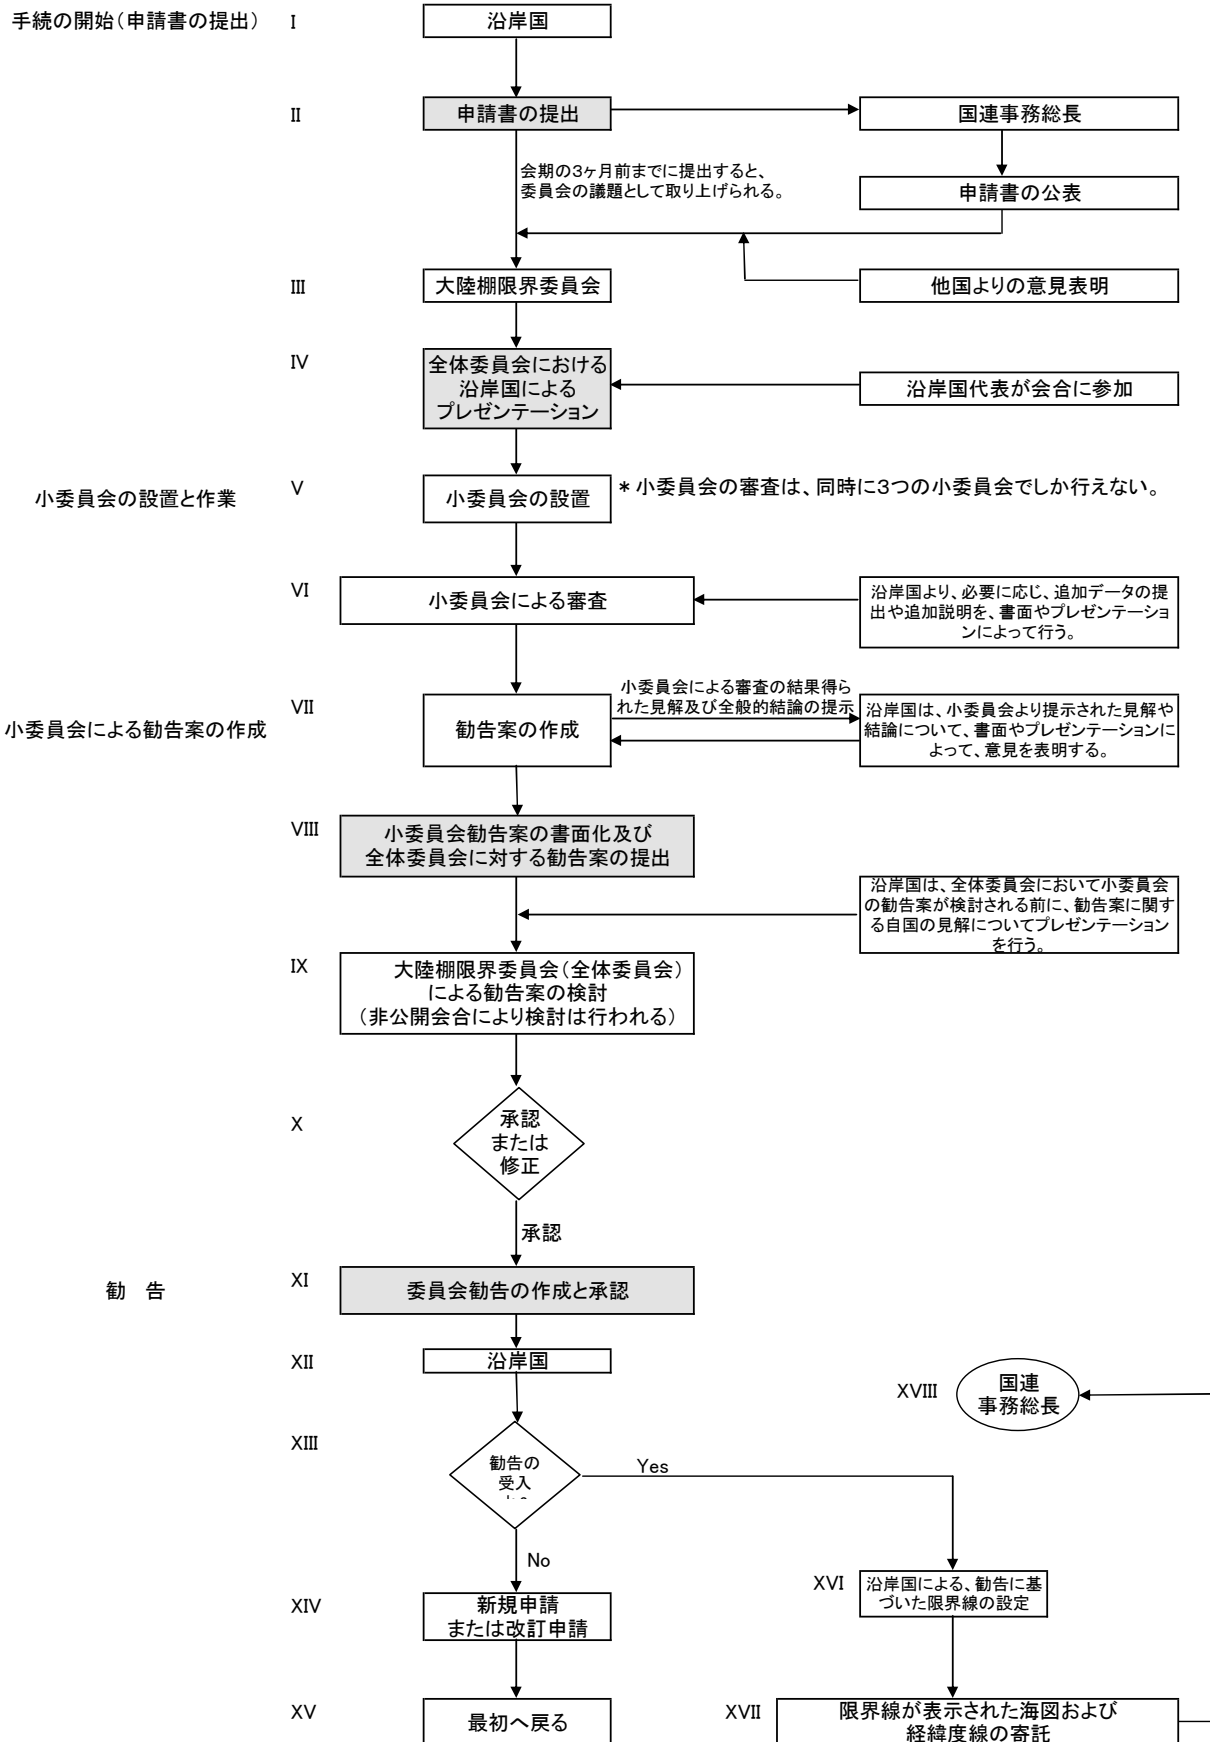 手続の開始(申請書の提出)
I
沿岸国
II
申請書の提出
国連事務総長
会期の3ヶ月前までに提出すると、
委員会の議題として取り上げられる。
申請書の公表
III
大陸棚限界委員会
他国よりの意見表明
IV
全体委員会における
沿岸国による
プレゼンテーション
沿岸国代表が会合に参加
小委員会の設置と作業
V
小委員会の設置
*小委員会の審査は、同時に3つの小委員会でしか行えない。
VI
小委員会による審査
沿岸国より、必要に応じ、追加データの提
出や追加説明を、書面やプレゼンテーショ
ンによって行う。
小委員会による勧告案の作成
VII
勧告案の作成
小委員会による審査の結果得ら
れた見解及び全般的結論の提示
沿岸国は、小委員会より提示された見解や
結論について、書面やプレゼンテーションに
よって、意見を表明する。
VIII
小委員会勧告案の書面化及び
全体委員会に対する勧告案の提出
沿岸国は、全体委員会において小委員会
の勧告案が検討される前に、勧告案に関す
る自国の見解についてプレゼンテーション
を行う。
IX
大陸棚限界委員会(全体委員会)
による勧告案の検討
(非公開会合により検討は行われる)
X
承認
または
修正
承認
勧 告
XI
委員会勧告の作成と承認
XII
沿岸国
XVIII
国連
事務総長
XIII
勧告の
受入
Yes
No
XIV
新規申請
または改訂申請
XVI
沿岸国による、勧告に基
づいた限界線の設定
XV
最初へ戻る
XVII
限界線が表示された海図および
経緯度線の寄託